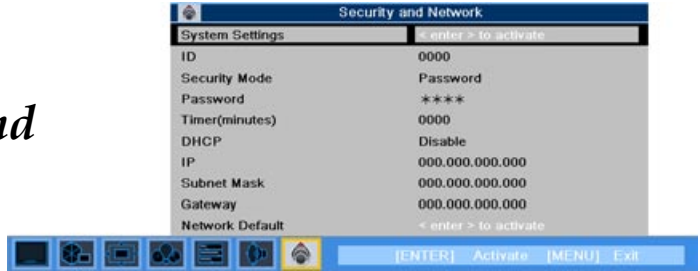 Security and Network
System Settings < enter > to activate
ID 0000
Security Mode Password
Password ****
Timer(minutes) 0000
DHCP Disable
IP 000.000.000.000
Subnet Mask 000.000.000.000
Gateway 000.000.000.000
Network Default < enter > to activate
[ENTER] Activate [MENU] Exit